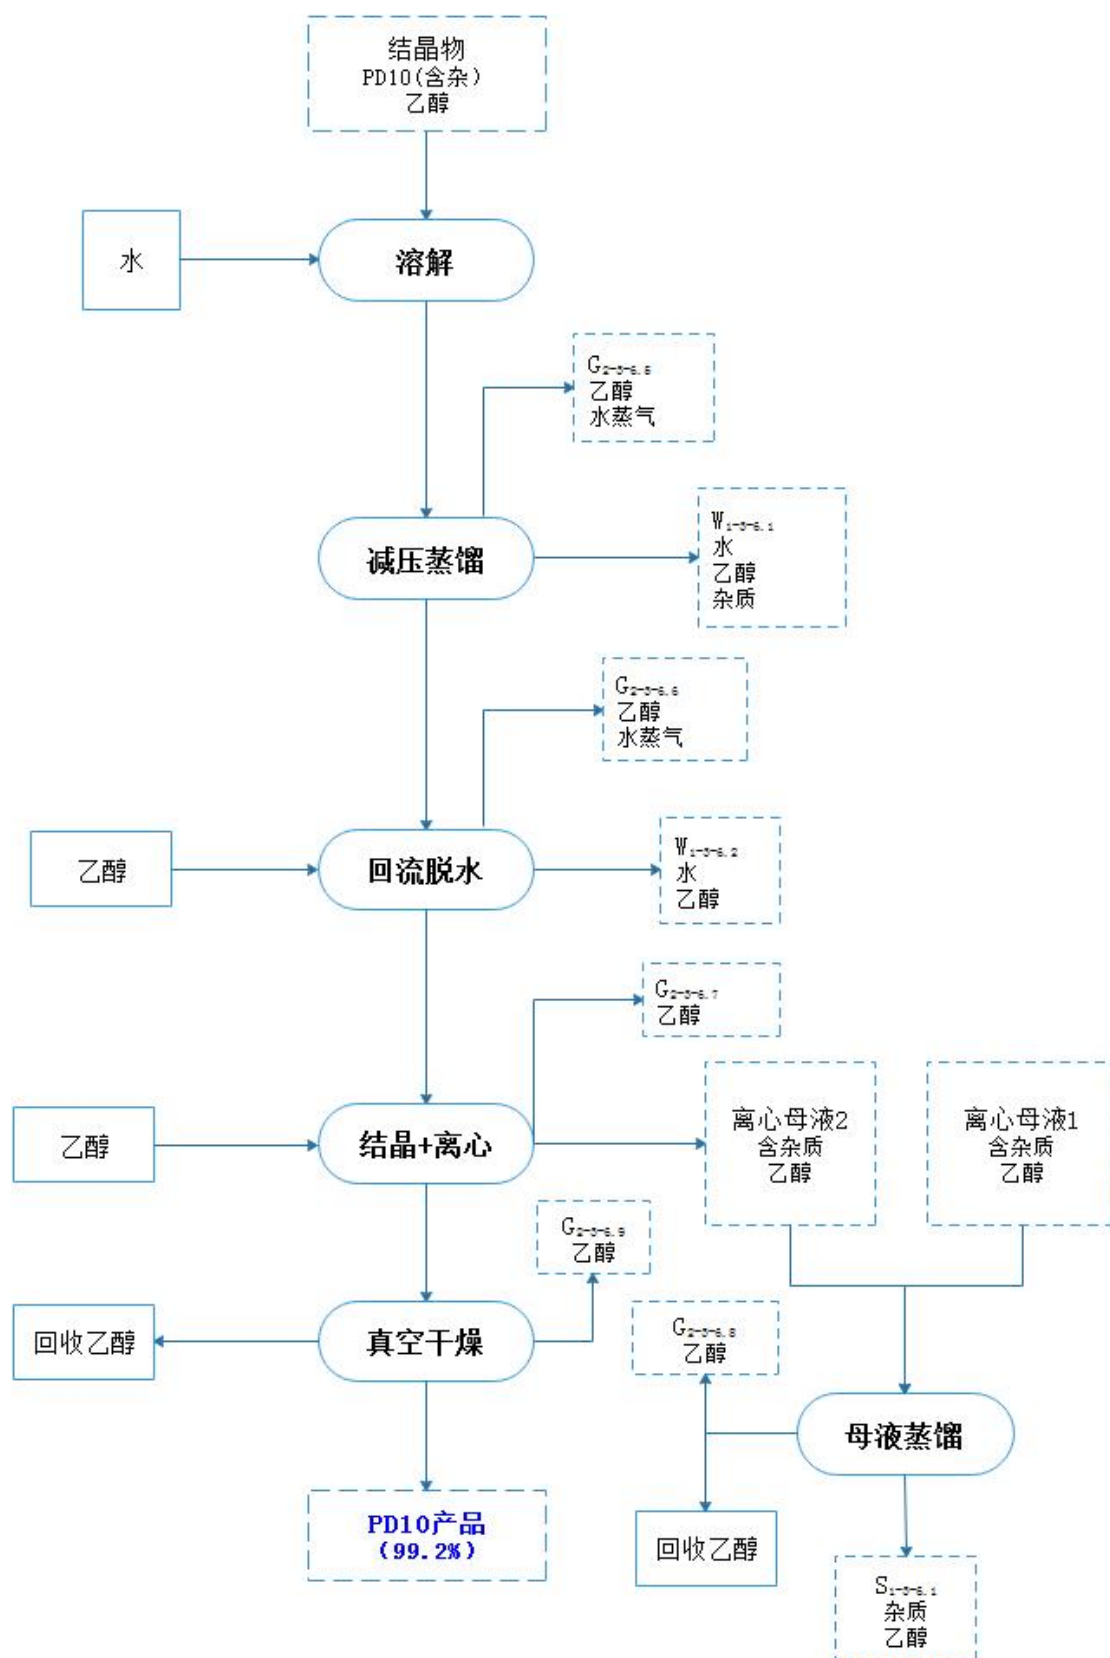 结晶物
PD10(含杂)
乙醇
水
溶解
G2-3-6.5
乙醇
水蒸气
减压蒸馏
W1-3-6.1
水
乙醇
杂质
G2-3-6.6
乙醇
水蒸气
乙醇
回流脱水
W1-3-6.2
水
乙醇
G2-3-6.7
乙醇
乙醇
结晶+离心
离心母液2
含杂质
乙醇
离心母液1
含杂质
乙醇
G2-3-6.9
乙醇
回收乙醇
真空干燥
G2-3-6.8
乙醇
母液蒸馏
PD10产品
(99.2%)
回收乙醇
S1-3-6.1
杂质
乙醇